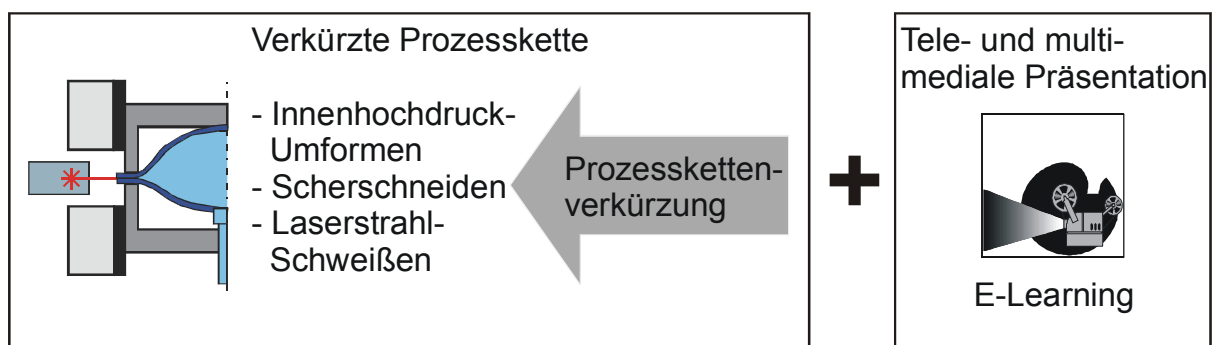 Verkürzte Prozesskette
- Innenhochdruck-
Umformen
- Scherschneiden
- Laserstrahl-
Schweißen
Prozessketten-
verkürzung
+
Tele- und multi-
mediale Präsentation
E-Learning